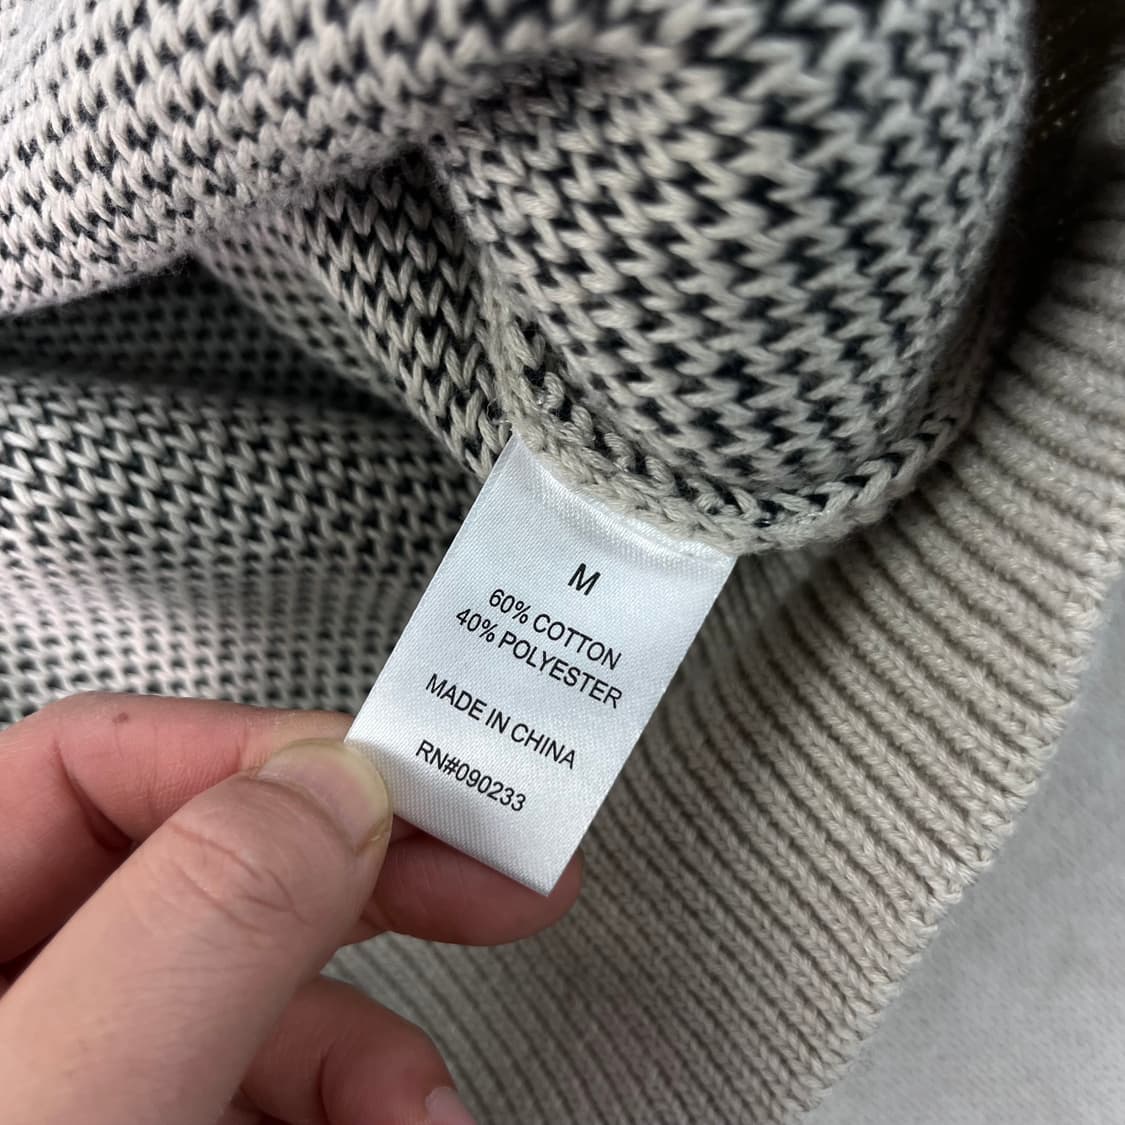 M
60% COTTON
40% POLYESTER
MADE IN CHINA
RN#090233